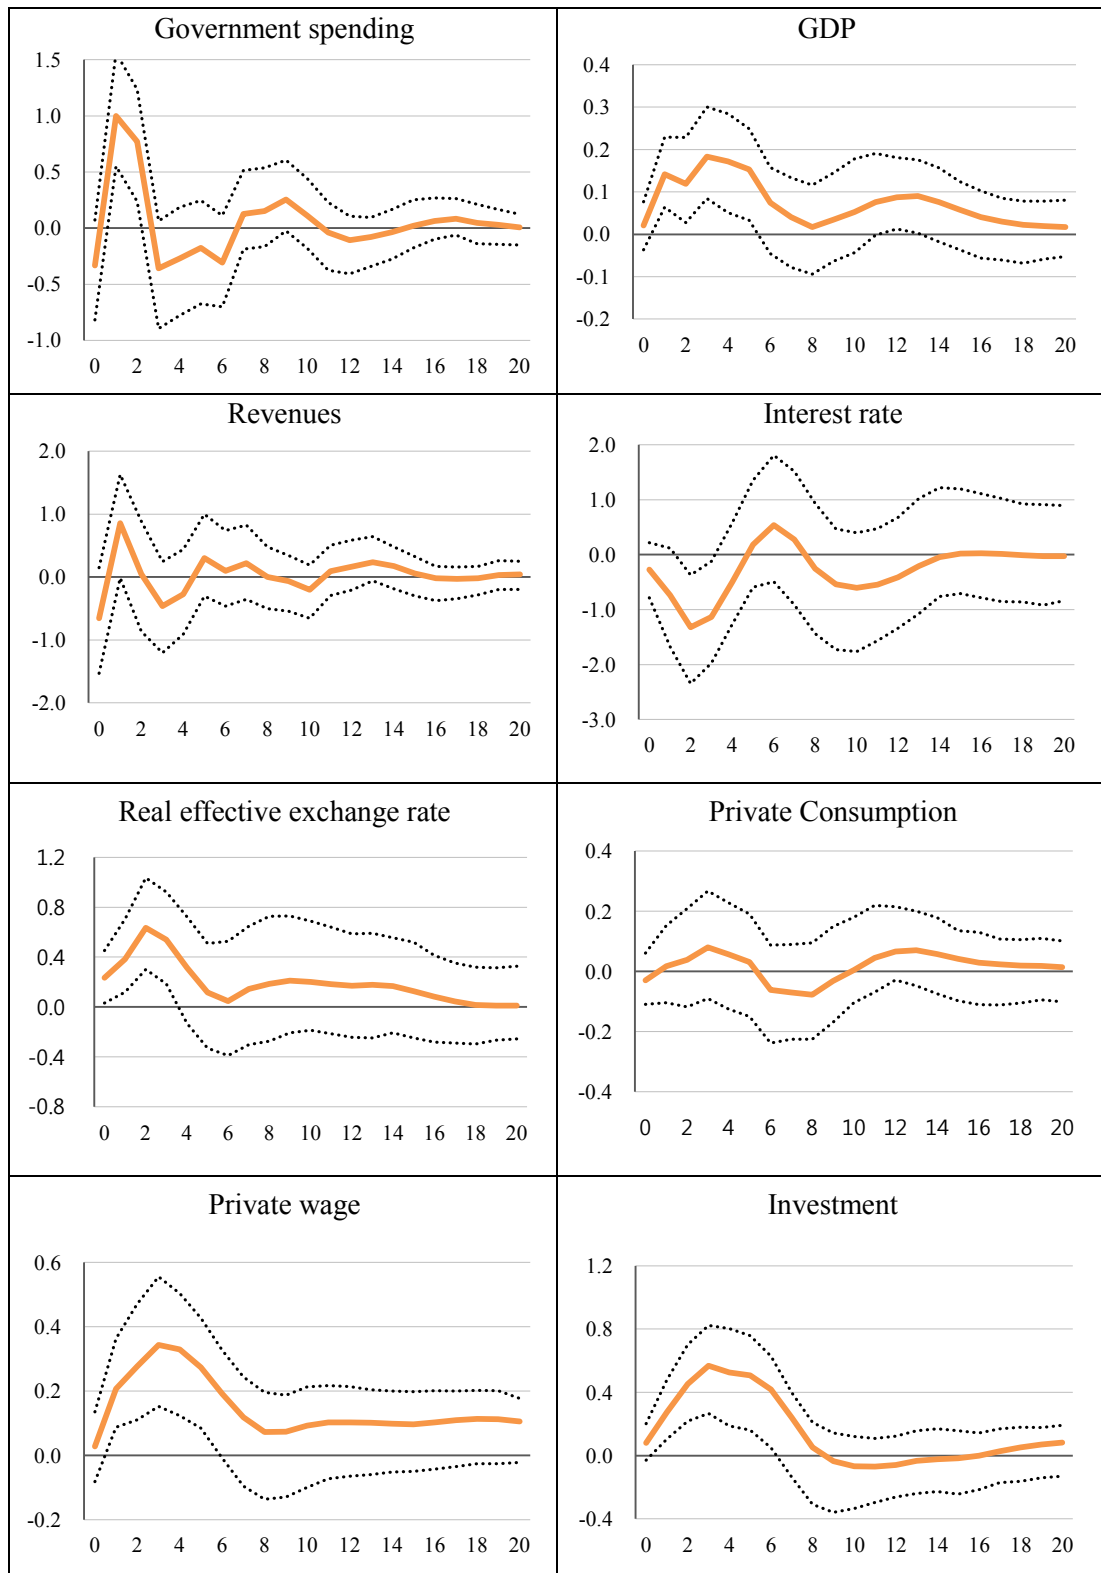 Government spending
1.5
1.0
0.5
0.0
-0.5
-1.0
0 2 4 6 8 10 12 14 16 18 20
GDP
0.4
0.3
0.2
0.1
0.0
-0.1
-0.2
0 2 4 6 8 10 12 14 16 18 20
Revenues
2.0
1.0
0.0
-1.0
-2.0
0 2 4 6 8 10 12 14 16 18 20
Interest rate
2.0
1.0
0.0
-1.0
-2.0
-3.0
0 2 4 6 8 10 12 14 16 18 20
Real effective exchange rate
1.2
0.8
0.4
0.0
-0.4
-0.8
0 2 4 6 8 10 12 14 16 18 20
Private Consumption
0.4
0.2
0.0
-0.2
-0.4
0 2 4 6 8 10 12 14 16 18 20
Private wage
0.6
0.4
0.2
0.0
-0.2
0 2 4 6 8 10 12 14 16 18 20
Investment
1.2
0.8
0.4
0.0
-0.4
0 2 4 6 8 10 12 14 16 18 20